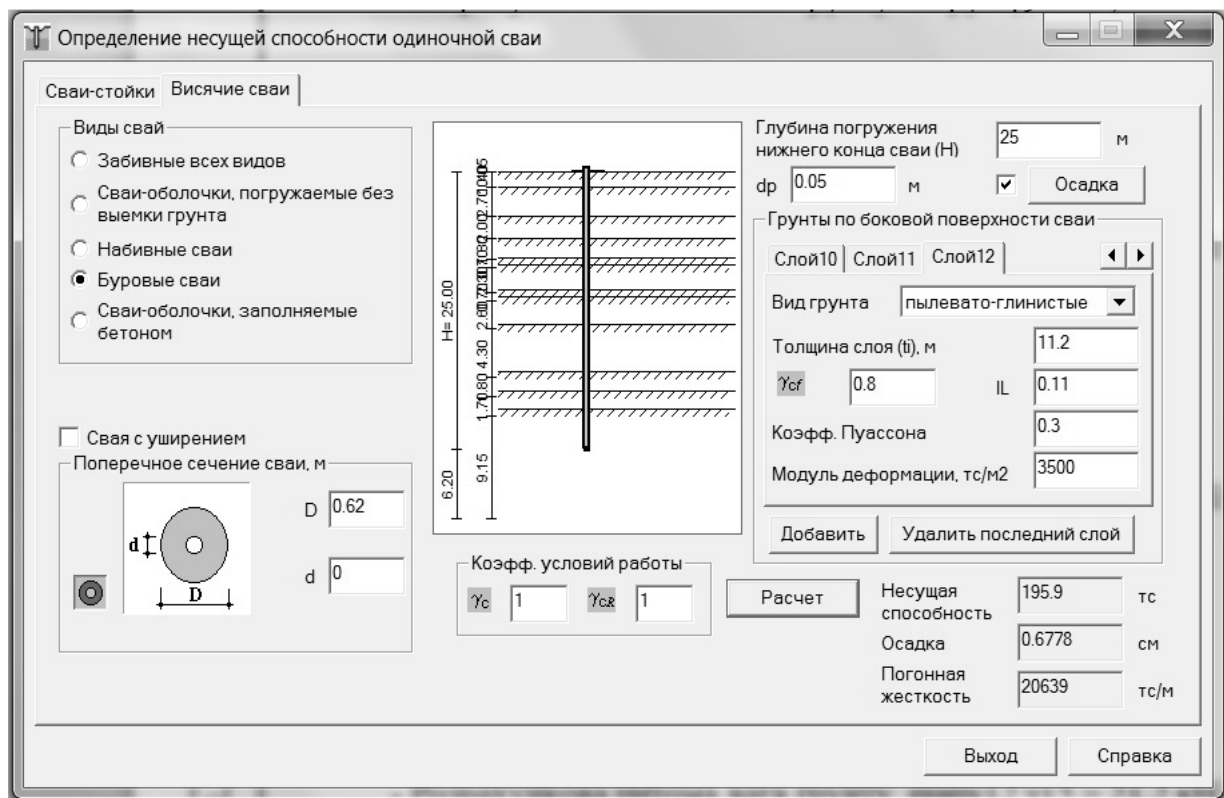 Определение несущей способности одиночной сваи
Сваи-стойки
Висячие сваи
Виды свай
Забивные всех видов
Сваи-оболочки, погружаемые без
выемки грунта
Набивные сваи
Буровые сваи
Сваи-оболочки, заполняемые
бетоном
Свая с уширением
Поперечное сечение сваи, м
d
D
D
0.62
d
0
H= 25.00
6.20
2.00
4.30
1.70
9.15
Коэфф. условий работы
γc
1
γcR
1
Глубина погружения
нижнего конца сваи (H)
25
м
dp
0.05
м
Осадка
Грунты по боковой поверхности сваи
Слой10
Слой11
Слой12
Вид грунта
пылевато-глинистые
Толщина слоя (ti), м
11.2
γcf
0.8
IL
0.11
Коэфф. Пуассона
0.3
Модуль деформации, тс/м2
3500
Добавить
Удалить последний слой
Расчет
Несущая
способность
195.9
тс
Осадка
0.6778
см
Погонная
жесткость
20639
тс/м
Выход
Справка